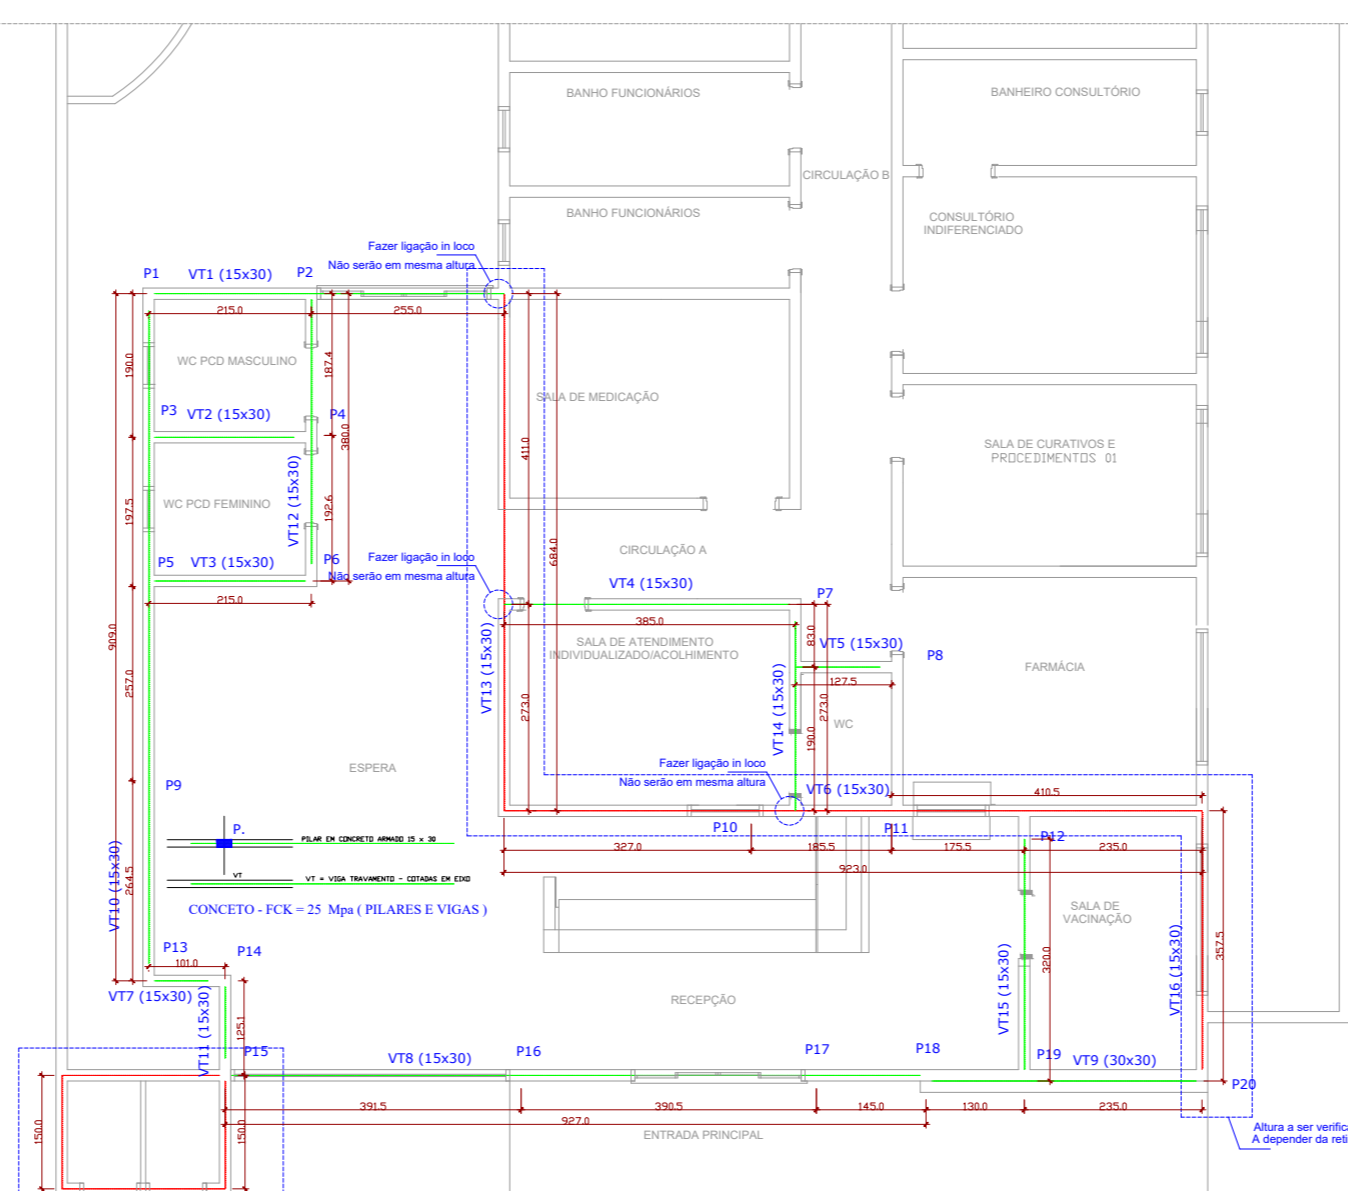 BANHO FUNCIONÁRIOS
BANHEIRO CONSULTÓRIO
CIRCULAÇÃO B
BANHO FUNCIONÁRIOS
CONSULTÓRIO
INDIFERENCIADO
Fazer ligação in loco
Não serão em mesma altura
P1
VT1 (15x30)
P2
215.0
255.0
190.0
187.4
WC PCD MASCULINO
380.0
411.0
684.0
SALA DE MEDICAÇÃO
P3
VT2 (15x30)
P4
SALA DE CURATIVOS E
PROCEDIMENTOS 01
197.5
192.6
WC PCD FEMININO
VT12 (15x30)
P5
VT3 (15x30)
P6
215.0
Fazer ligação in loco
Não serão em mesma altura
CIRCULAÇÃO A
VT4 (15x30)
P7
385.0
83.0
SALA DE ATENDIMENTO
INDIVIDUALIZADO/ACOLHIMENTO
VT5 (15x30)
P8
FARMÁCIA
909.0
257.0
VT13 (15x30)
273.0
VT14 (15x30)
127.5
273.0
190.0
WC
ESPERA
Fazer ligação in loco
Não serão em mesma altura
VT6 (15x30)
410.5
P9
P.
PILAR EM CONCRETO ARMADO 15 x 30
VT
VT = VIGA TRAVAMENTO - COTADAS EM EIXO
CONCETO - FCK = 25 Mpa ( PILARES E VIGAS )
VT10 (15x30)
264.5
P10
P11
P12
327.0
185.5
175.5
235.0
923.0
SALA DE
VACINAÇÃO
320.0
357.5
VT15 (15x30)
VT16 (15x30)
P13
P14
101.0
VT7 (15x30)
VT11 (15x30)
125.1
RECEPÇÃO
P15
VT8 (15x30)
P16
P17
P18
P19
VT9 (30x30)
P20
391.5
390.5
145.0
130.0
235.0
927.0
150.0
150.0
ENTRADA PRINCIPAL
Altura a ser verifica
A depender da reti